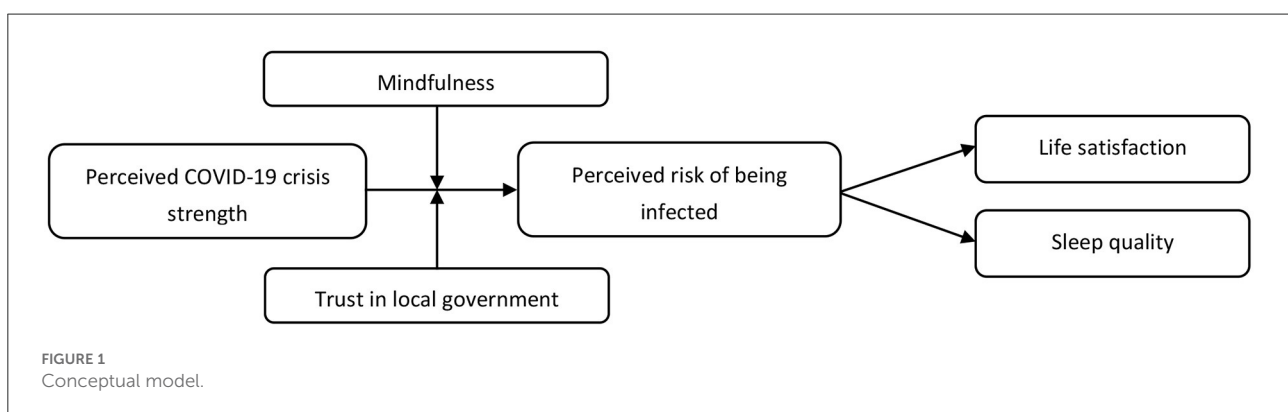 Mindfulness
Perceived COVID-19 crisis
strength
Perceived risk of being
infected
Life satisfaction
Sleep quality
Trust in local government
FIGURE 1
Conceptual model.